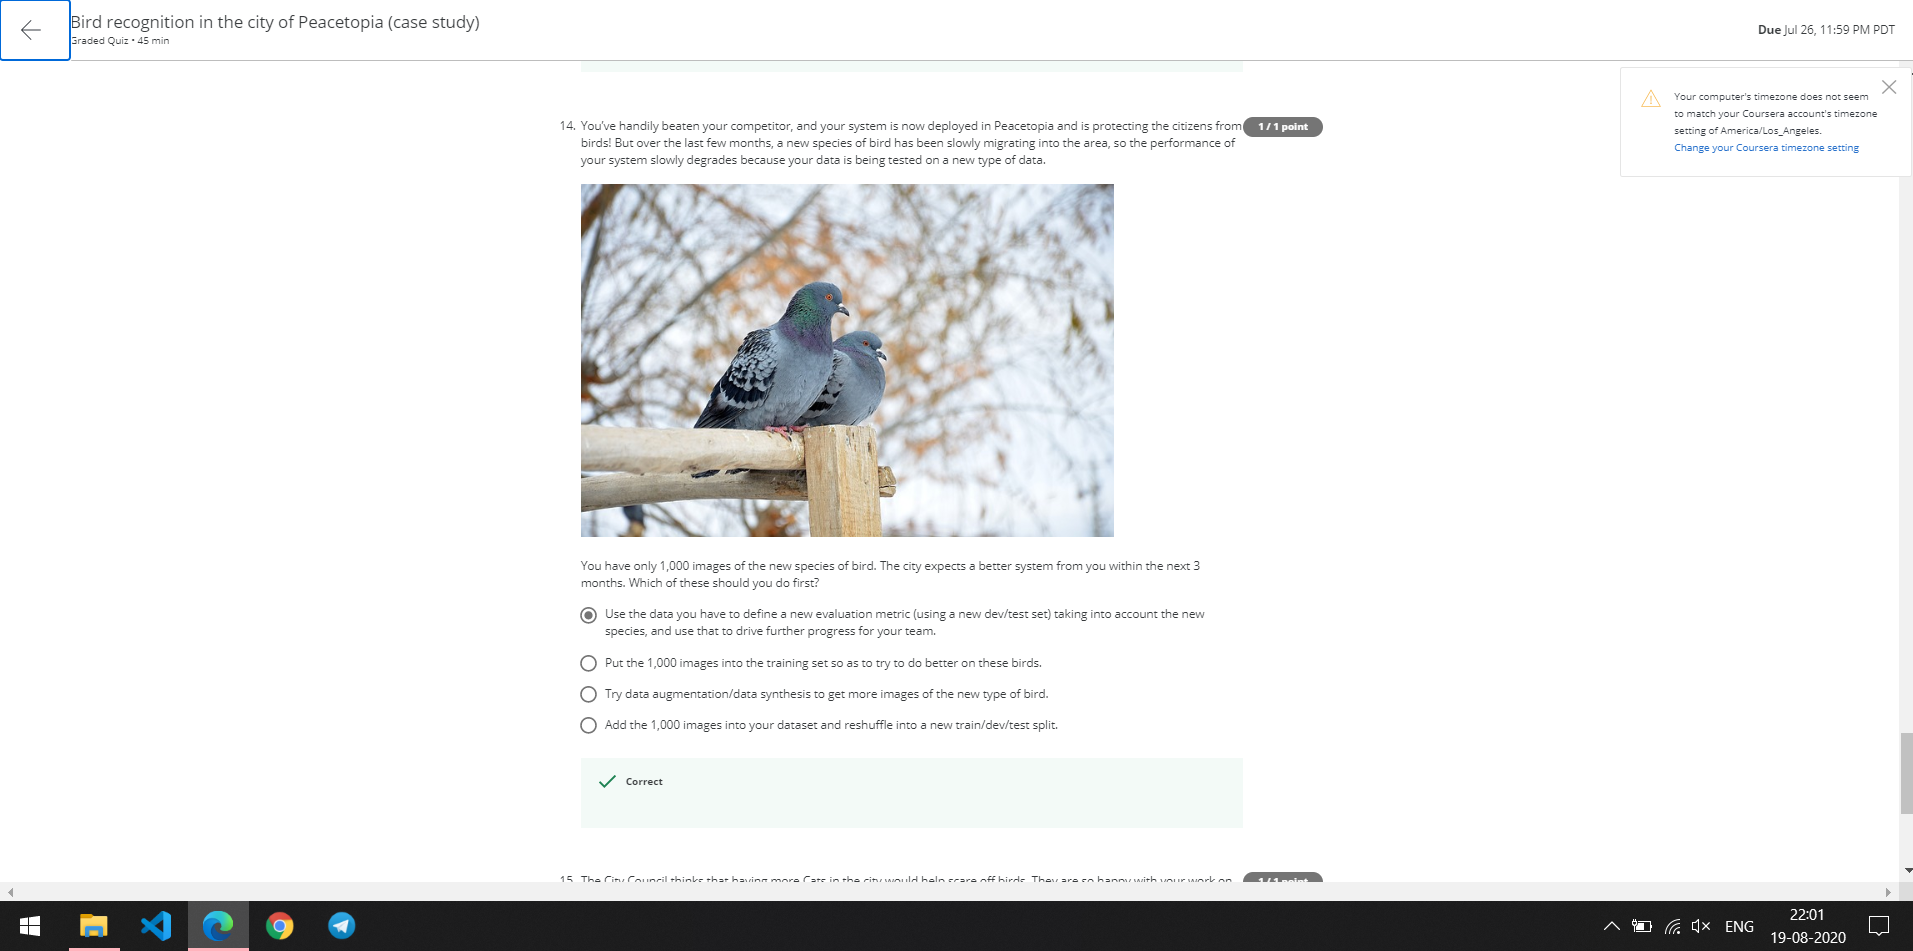 Bird recognition in the city of Peacetopia (case study)
Graded Quiz • 45 min
Due Jul 26, 11:59 PM PDT
Your computer's timezone does not seem
to match your Coursera account's timezone
setting of America/Los_Angeles.
Change your Coursera timezone setting
14. You've handily beaten your competitor, and your system is now deployed in Peacetopia and is protecting the citizens from
1 / 1 point
birds! But over the last few months, a new species of bird has been slowly migrating into the area, so the performance of
your system slowly degrades because your data is being tested on a new type of data.
You have only 1,000 images of the new species of bird. The city expects a better system from you within the next 3
months. Which of these should you do first?
Use the data you have to define a new evaluation metric (using a new dev/test set) taking into account the new
species, and use that to drive further progress for your team.
Put the 1,000 images into the training set so as to try to do better on these birds.
Try data augmentation/data synthesis to get more images of the new type of bird.
Add the 1,000 images into your dataset and reshuffle into a new train/dev/test split.
Correct
15. The City Council thinks that having more Cats in the city would help scare off birds. They are so happy with your work on
1 / 1 point
ENG
22:01
19-08-2020